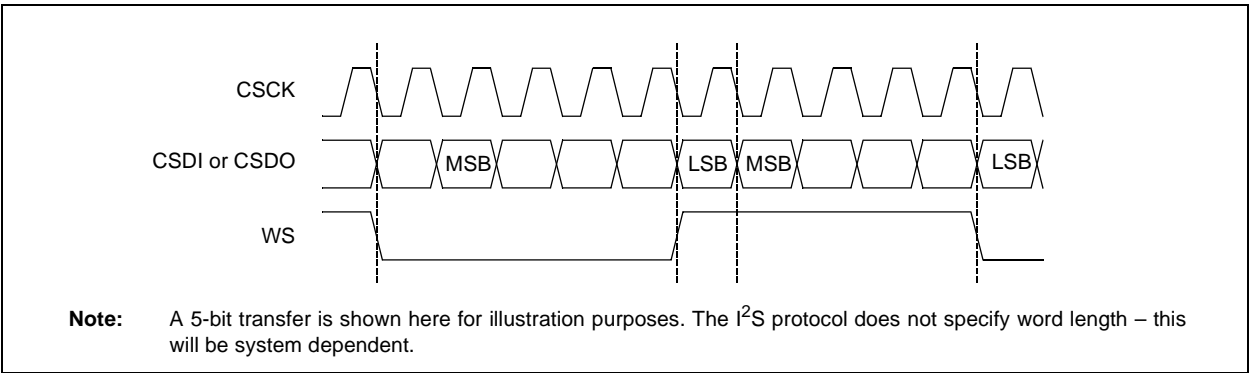 CSCK
CSDI or CSDO
MSB
LSB
MSB
LSB
WS
Note: A 5-bit transfer is shown here for illustration purposes. The I²S protocol does not specify word length – this
will be system dependent.